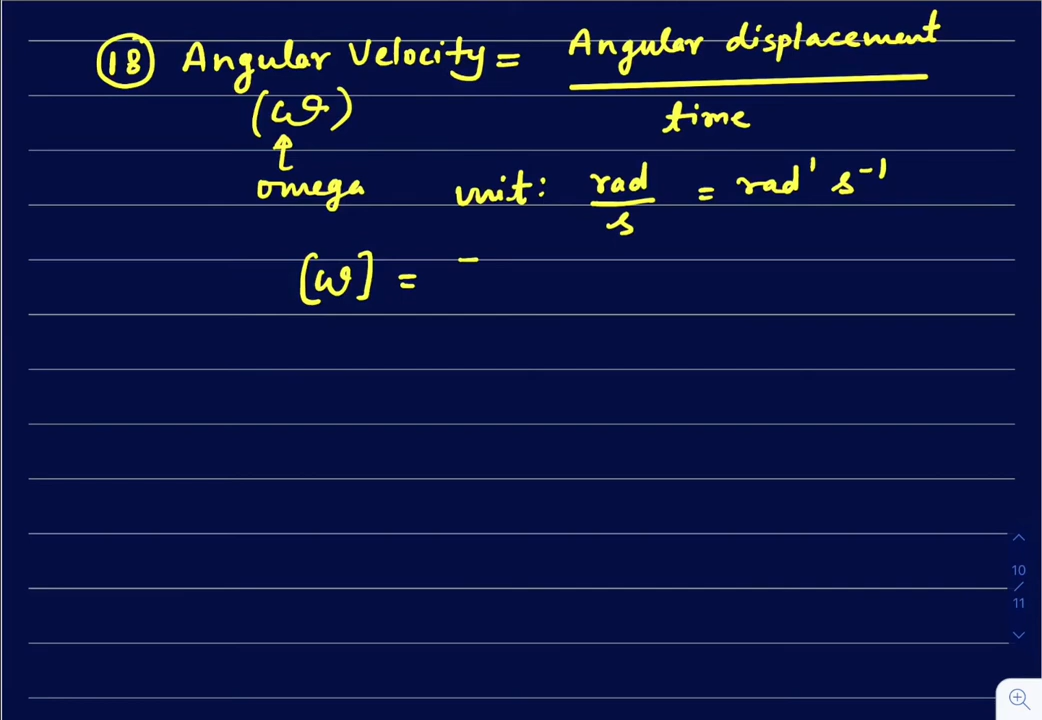 (18) Angular Velocity = Angular displacement / time
(ω)
↑
omega
unit: rad / s = rad¹ s⁻¹
[ω] = -
10
/
11